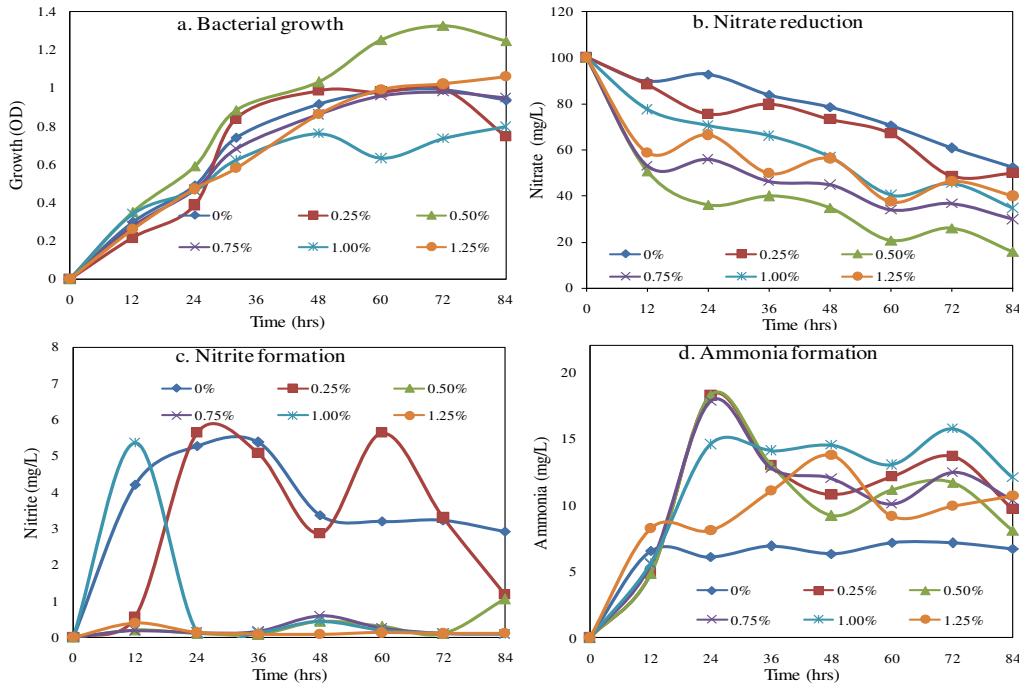 a. Bacterial growth
1.4
1.2
1
0.8
0.6
0.4
0.2
0
Growth (OD)
0% 0.25% 0.50%
0.75% 1.00% 1.25%
0 12 24 36 48 60 72 84
Time (hrs)
b. Nitrate reduction
120
100
80
60
40
20
0
Nitrate (mg/L)
0% 0.25% 0.50%
0.75% 1.00% 1.25%
0 12 24 36 48 60 72 84
Time (hrs)
c. Nitrite formation
8
7
6
5
4
3
2
1
0
Nitrite (mg/L)
0% 0.25% 0.50%
0.75% 1.00% 1.25%
0 12 24 36 48 60 72 84
Time (hrs)
d. Ammonia formation
20
15
10
5
0
Ammonia (mg/L)
0% 0.25% 0.50%
0.75% 1.00% 1.25%
0 12 24 36 48 60 72 84
Time (hrs)